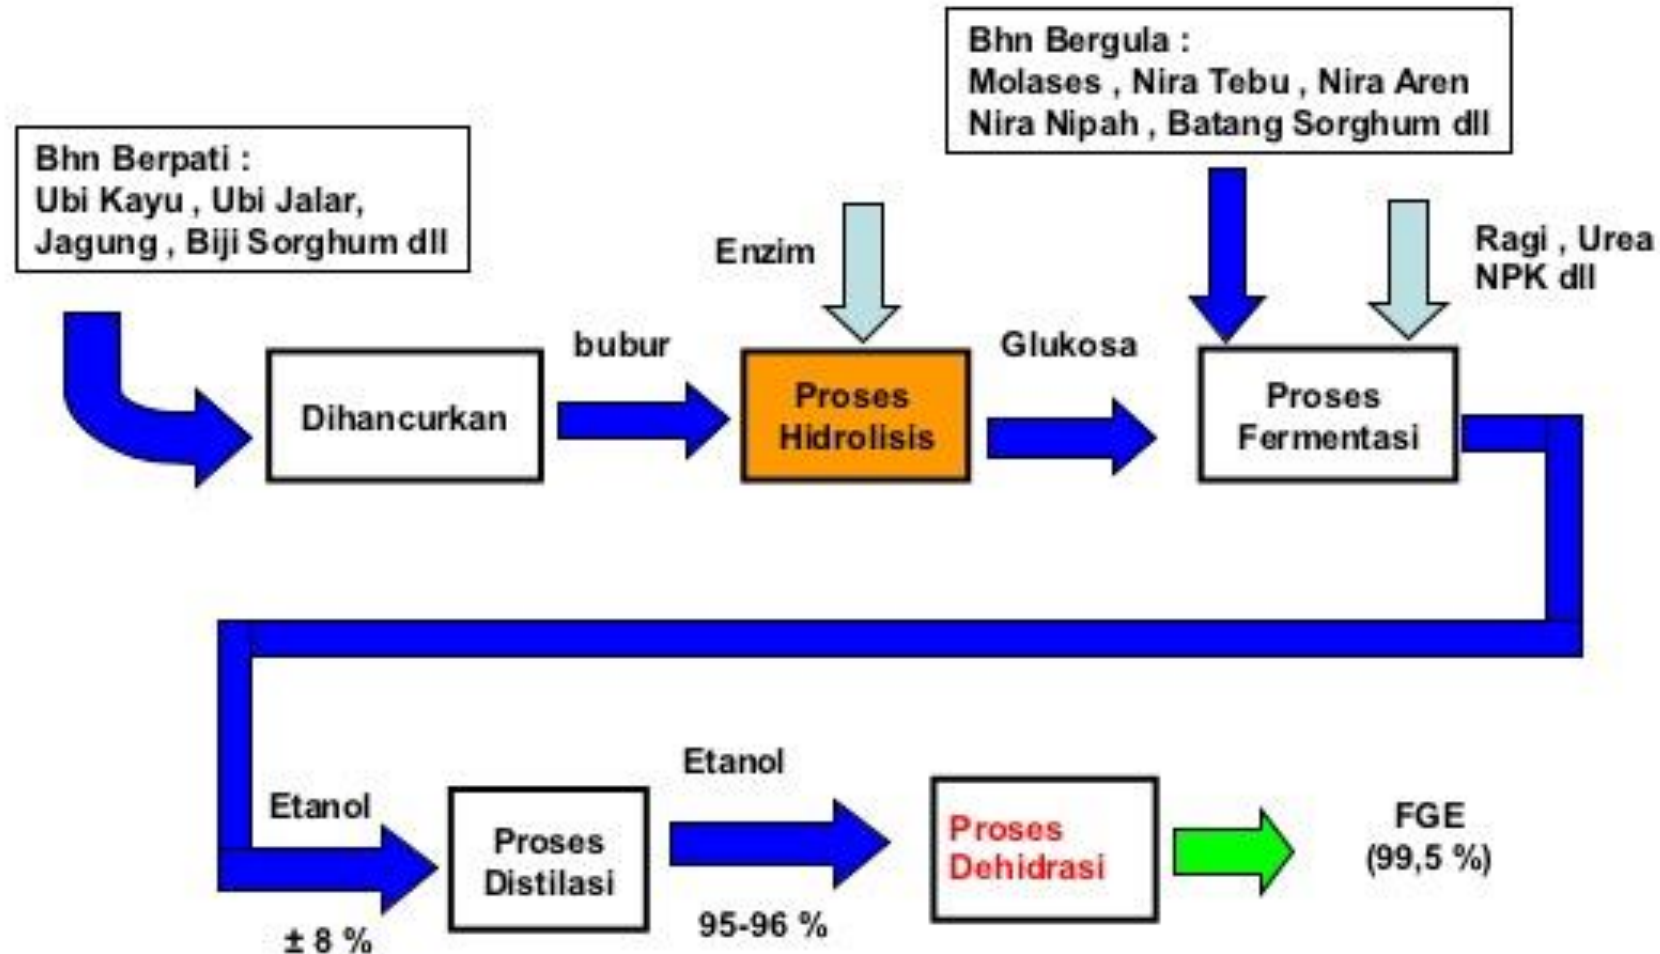 Bhn Bergula :
Molases , Nira Tebu , Nira Aren
Nira Nipah , Batang Sorghum dll
Bhn Berpati :
Ubi Kayu , Ubi Jalar,
Jagung , Biji Sorghum dll
Enzim
Ragi , Urea
NPK dll
bubur
Glukosa
Dihancurkan
Proses
Hidrolisis
Proses
Fermentasi
Etanol
± 8 %
Proses
Distilasi
Etanol
95-96 %
Proses
Dehidrasi
FGE
(99,5 %)